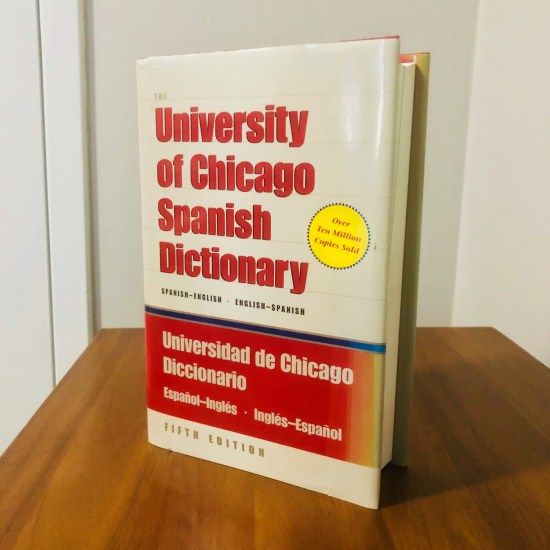 THE
University
of Chicago
Spanish
Dictionary
Over
Ten Million
Copies Sold
SPANISH–ENGLISH · ENGLISH–SPANISH
Universidad de Chicago
Diccionario
Español–Inglés · Inglés–Español
FIFTH EDITION